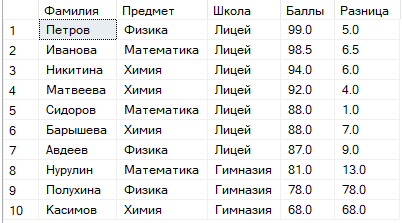 Фамилия Предмет Школа Баллы Разница
1 Петров Физика Лицей 99.0 5.0
2 Иванова Математика Лицей 98.5 6.5
3 Никитина Химия Лицей 94.0 6.0
4 Матвеева Химия Лицей 92.0 4.0
5 Сидоров Математика Лицей 88.0 1.0
6 Барышева Химия Лицей 88.0 7.0
7 Авдеев Физика Лицей 87.0 9.0
8 Нурулин Математика Гимназия 81.0 13.0
9 Полухина Физика Гимназия 78.0 78.0
10 Касимов Химия Гимназия 68.0 68.0